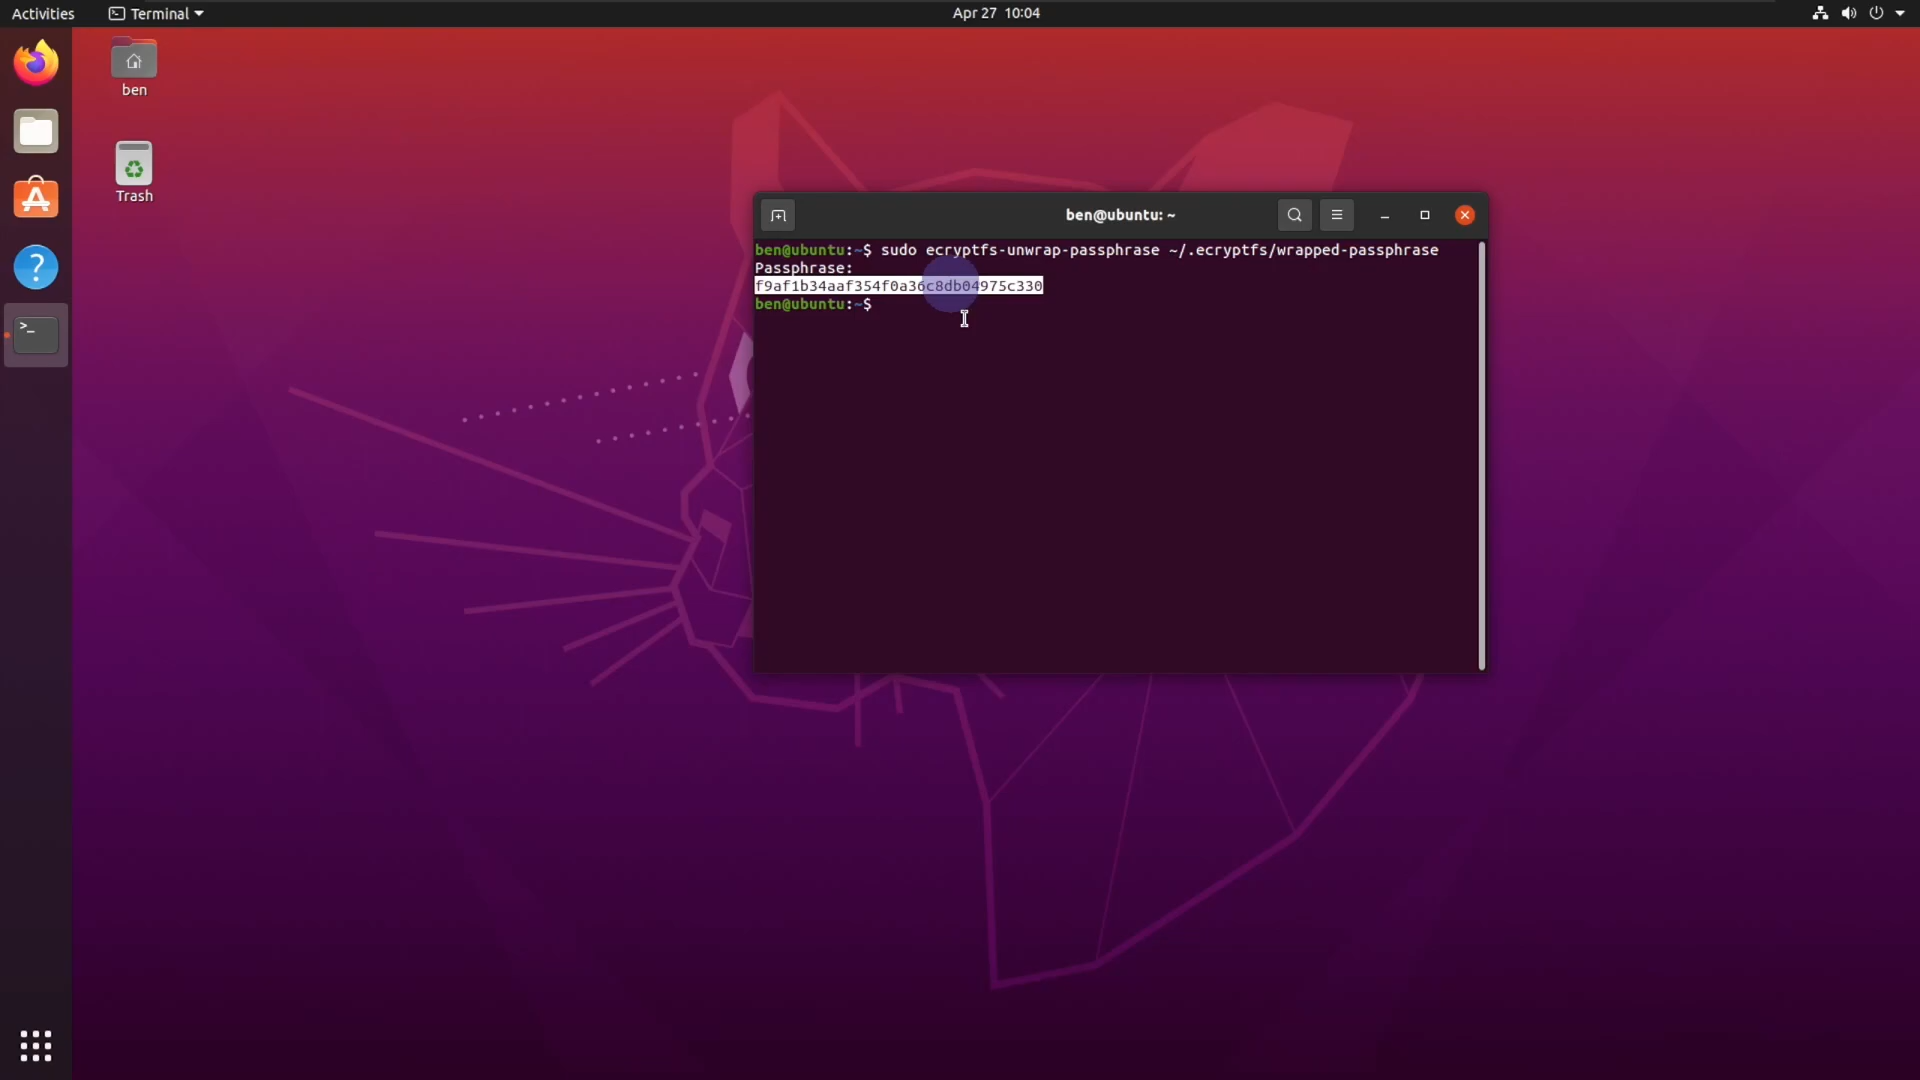 Activities
Terminal
Apr 27 10:04
ben
Trash
ben@ubuntu: ~
ben@ubuntu:~$ sudo ecryptfs-unwrap-passphrase ~/.ecryptfs/wrapped-passphrase
Passphrase:
f9af1b34aaf354f0a36c8db04975c330
ben@ubuntu:~$